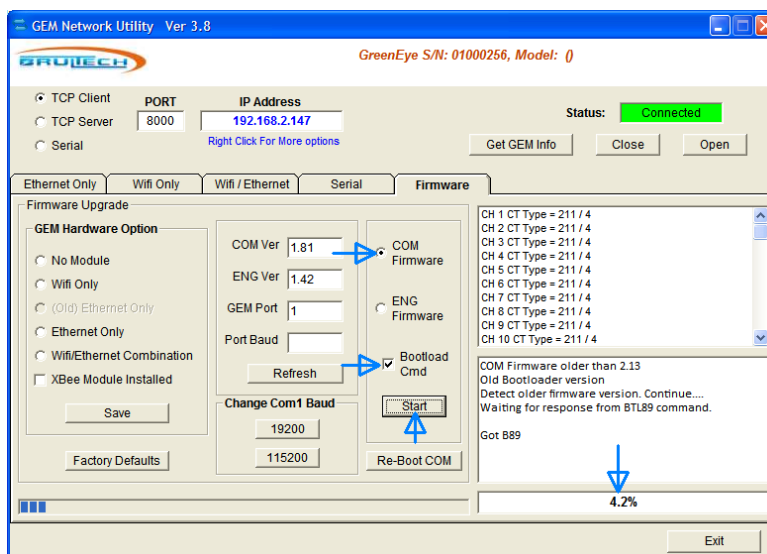 GEM Network Utility Ver 3.8
BRULTECH
GreenEye S/N: 01000256, Model: ()
TCP Client
TCP Server
Serial
PORT
8000
IP Address
192.168.2.147
Right Click For More options
Status: Connected
Get GEM Info Close Open
Ethernet Only Wifi Only Wifi / Ethernet Serial Firmware
Firmware Upgrade
GEM Hardware Option
No Module
Wifi Only
(Old) Ethernet Only
Ethernet Only
Wifi/Ethernet Combination
XBee Module Installed
Save
Factory Defaults
COM Ver 1.81
ENG Ver 1.42
GEM Port 1
Port Baud
Refresh
Change Com1 Baud
19200
115200
COM
Firmware
ENG
Firmware
Bootload
Cmd
Start
Re-Boot COM
CH 1 CT Type = 211 / 4
CH 2 CT Type = 211 / 4
CH 3 CT Type = 211 / 4
CH 4 CT Type = 211 / 4
CH 5 CT Type = 211 / 4
CH 6 CT Type = 211 / 4
CH 7 CT Type = 211 / 4
CH 8 CT Type = 211 / 4
CH 9 CT Type = 211 / 4
CH 10 CT Type = 211 / 4
COM Firmware older than 2.13
Old Bootloader version
Detect older firmware version. Continue....
Waiting for response from BTL89 command.
Got B89
4.2%
Exit